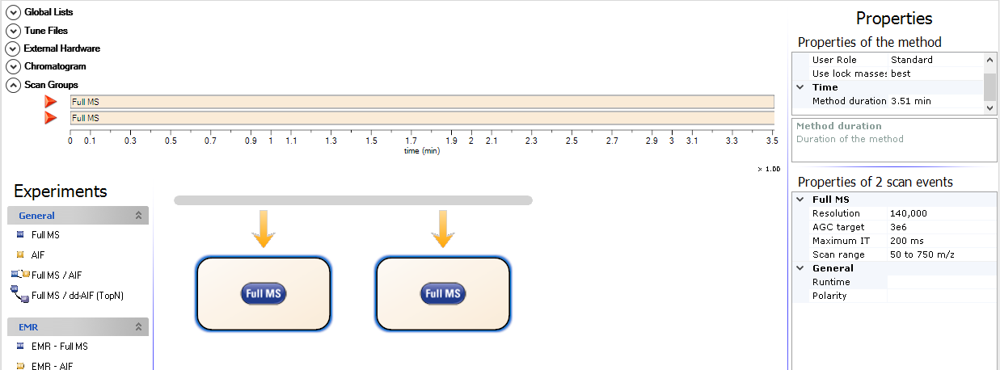 Global Lists
Tune Files
External Hardware
Chromatogram
Scan Groups
Full MS
Full MS
0 0.1 0.3 0.5 0.7 0.9 1 1.1 1.3 1.5 1.7 1.9 2 2.1 2.3 2.5 2.7 2.9 3 3.1 3.3 3.5
time (min)
× 1.00
Experiments
General
Full MS
AIF
Full MS / AIF
Full MS / dd-AIF (TopN)
EMR
EMR - Full MS
EMR - AIF
Full MS
Full MS
Properties
Properties of the method
User Role Standard
Use lock masses best
Time
Method duration 3.51 min
Method duration
Duration of the method
Properties of 2 scan events
Full MS
Resolution 140,000
AGC target 3e6
Maximum IT 200 ms
Scan range 50 to 750 m/z
General
Runtime
Polarity